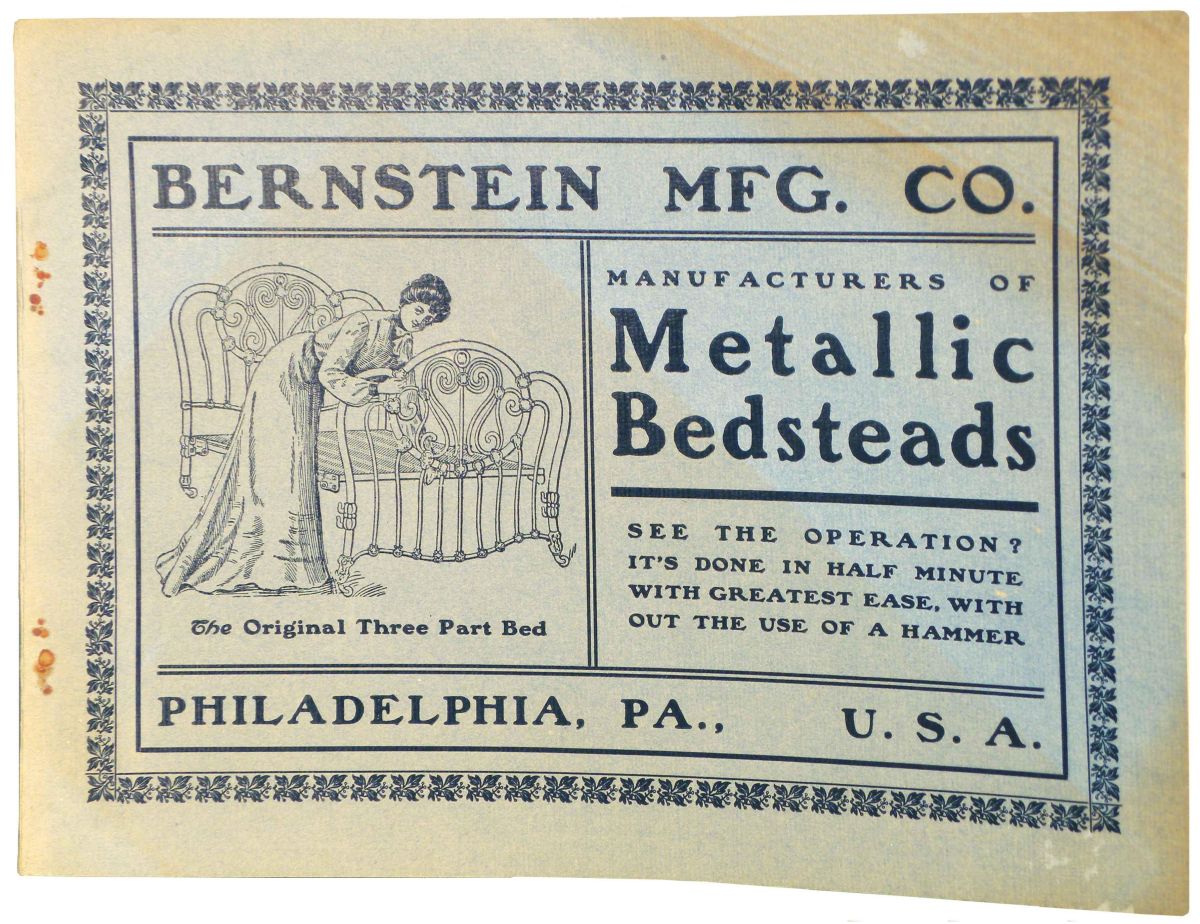 BERNSTEIN MFG. CO.
The Original Three Part Bed
MANUFACTURERS OF
Metallic
Bedsteads
SEE THE OPERATION?
IT'S DONE IN HALF MINUTE
WITH GREATEST EASE, WITH
OUT THE USE OF A HAMMER
PHILADELPHIA, PA., U. S. A.